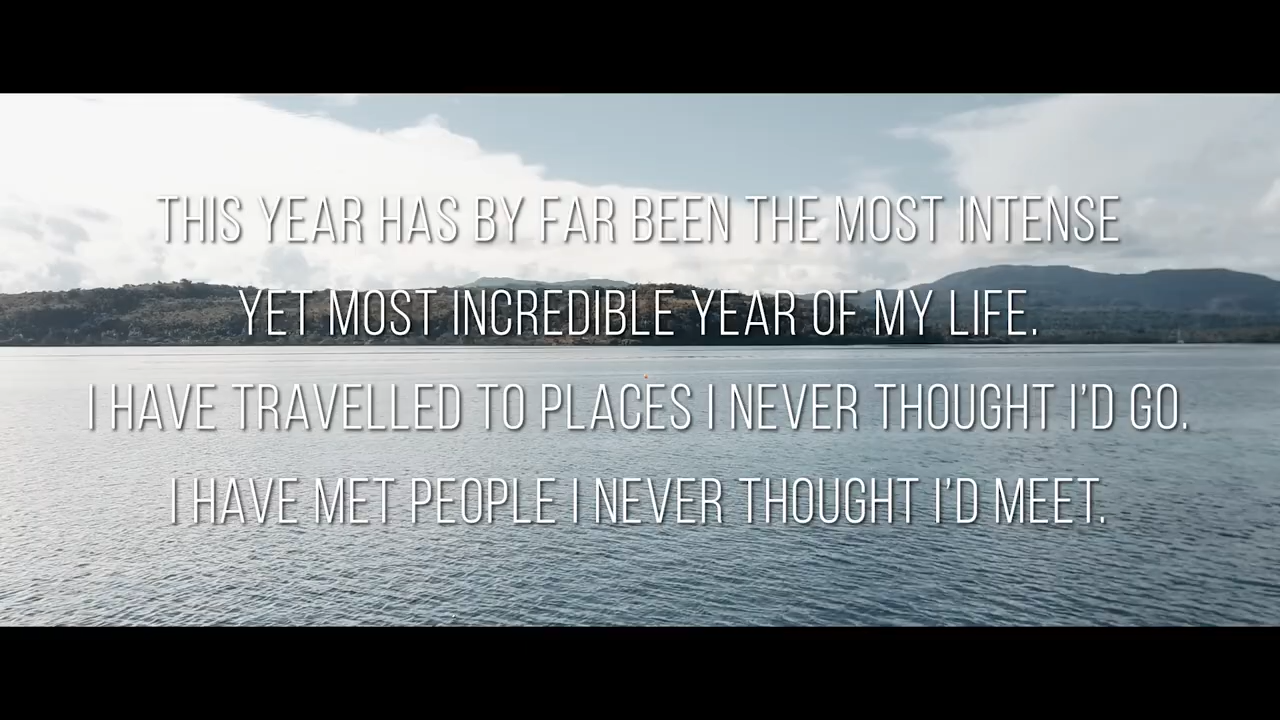 THIS YEAR HAS BY FAR BEEN THE MOST INTENSE
YET MOST INCREDIBLE YEAR OF MY LIFE.
I HAVE TRAVELLED TO PLACES I NEVER THOUGHT I'D GO.
I HAVE MET PEOPLE I NEVER THOUGHT I'D MEET.